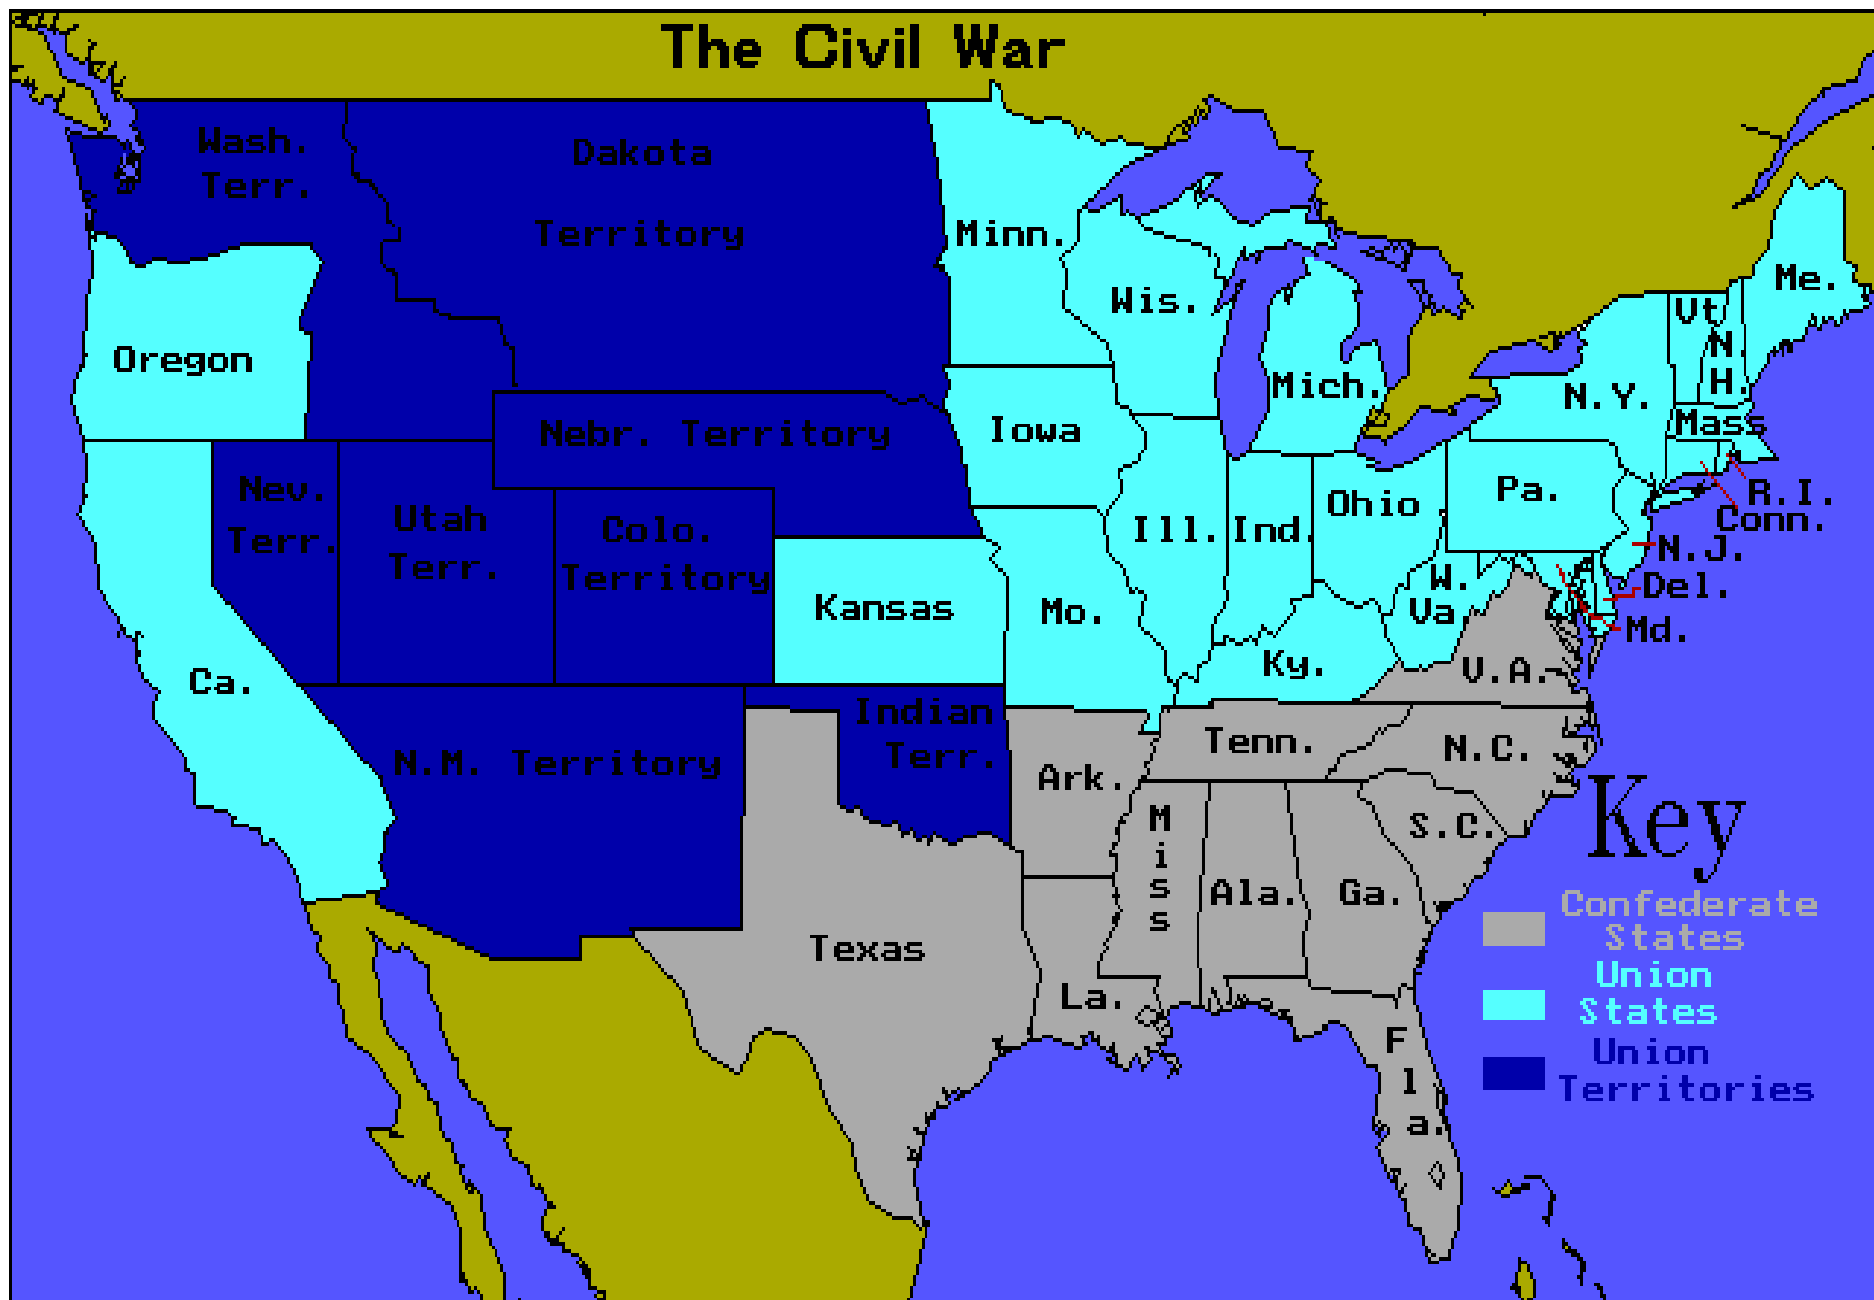 The Civil War
Wash.
Terr.
Dakota
Territory
Minn.
Wis.
Mich.
Me.
Vt
N
H.
N.Y.
Mass
R.I.
Conn.
N.J.
Del.
Md.
Oregon
Nebr. Territory
Iowa
Nev.
Terr.
Utah
Terr.
Colo.
Territory
Ill.
Ind.
Ohio
Pa.
W.
Va.
Kansas
Mo.
Ky.
V.A.
Ca.
N.M. Territory
Indian
Terr.
Ark.
Tenn.
N.C.
S.C.
M
i
s
s
Ala.
Ga.
Texas
La.
F
l
a.
Key
Confederate
States
Union
States
Union
Territories